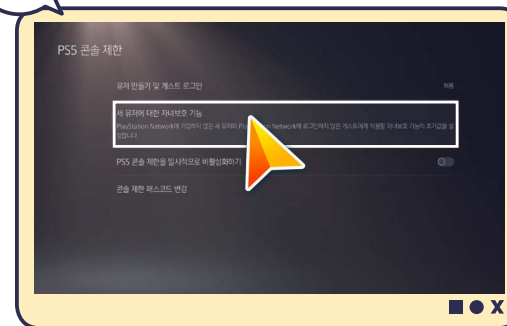 PS5 콘솔 제한
유저 만들기 및 게스트 로그인
허용
새 유저에 대한 자녀보호 기능
PlayStation Network에 가입하지 않은 새 유저와 Pla on Network에 로그인하지 않은 게스트에게 적용할 자녀보호 기능의 초기값을 설
정합니다.
PS5 콘솔 제한을 일시적으로 비활성화하기
콘솔 제한 패스코드 변경
X